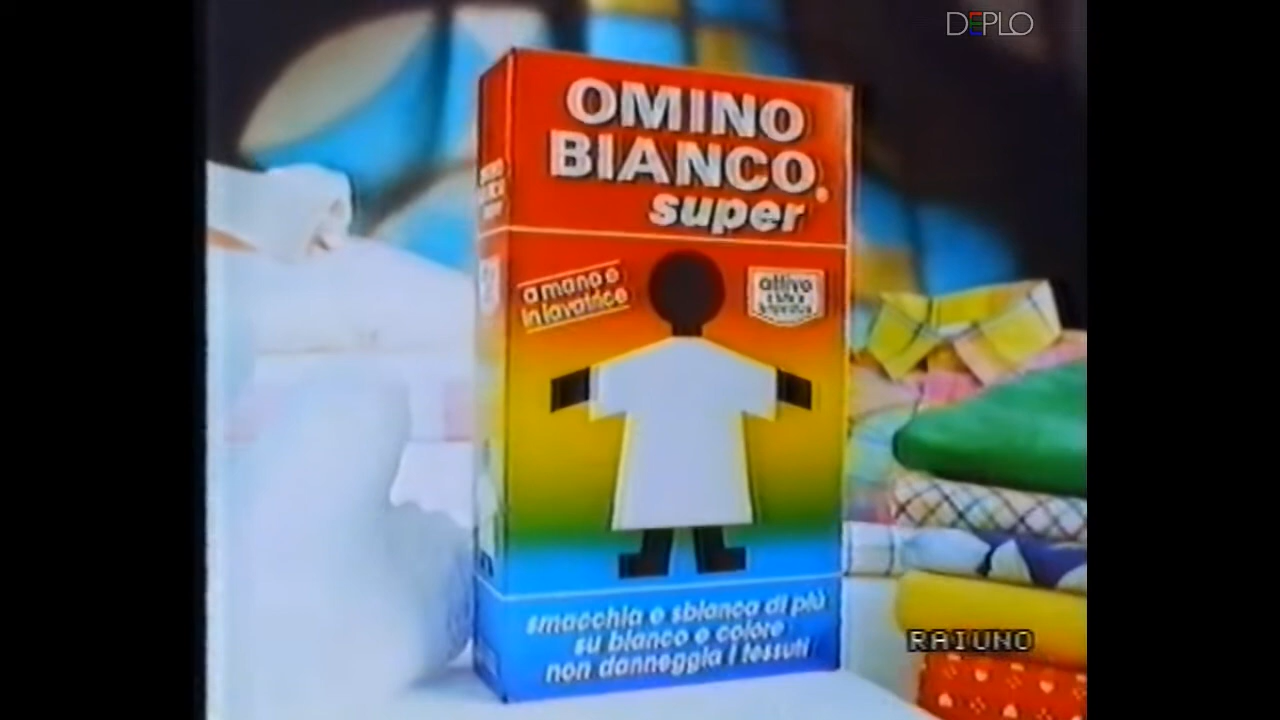 DEPLO
OMINO
BIANCO
super
a mano e
in lavatrice
attivo
smacchia e sbianca di più
su bianco e colore
non danneggia i tessuti
RAIUNO